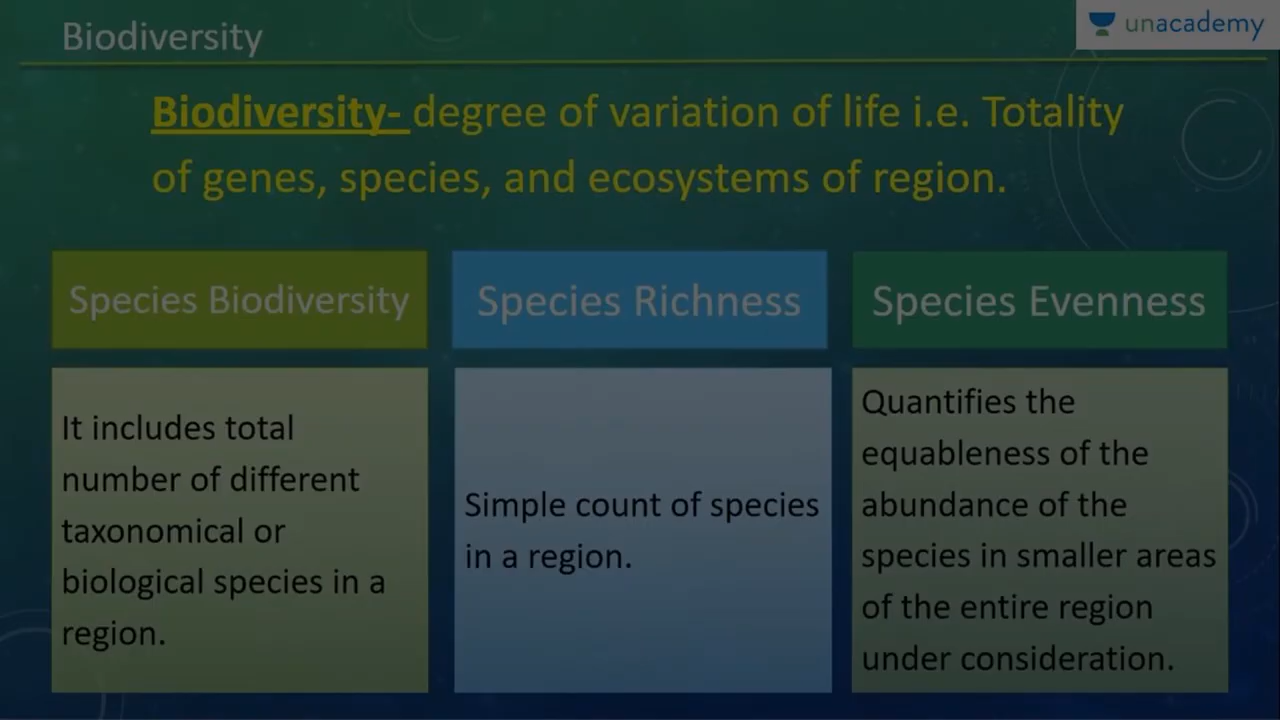 Biodiversity
unacademy
Biodiversity- degree of variation of life i.e. Totality
of genes, species, and ecosystems of region.
Species Biodiversity
It includes total
number of different
taxonomical or
biological species in a
region.
Species Richness
Simple count of species
in a region.
Species Evenness
Quantifies the
equableness of the
abundance of the
species in smaller areas
of the entire region
under consideration.